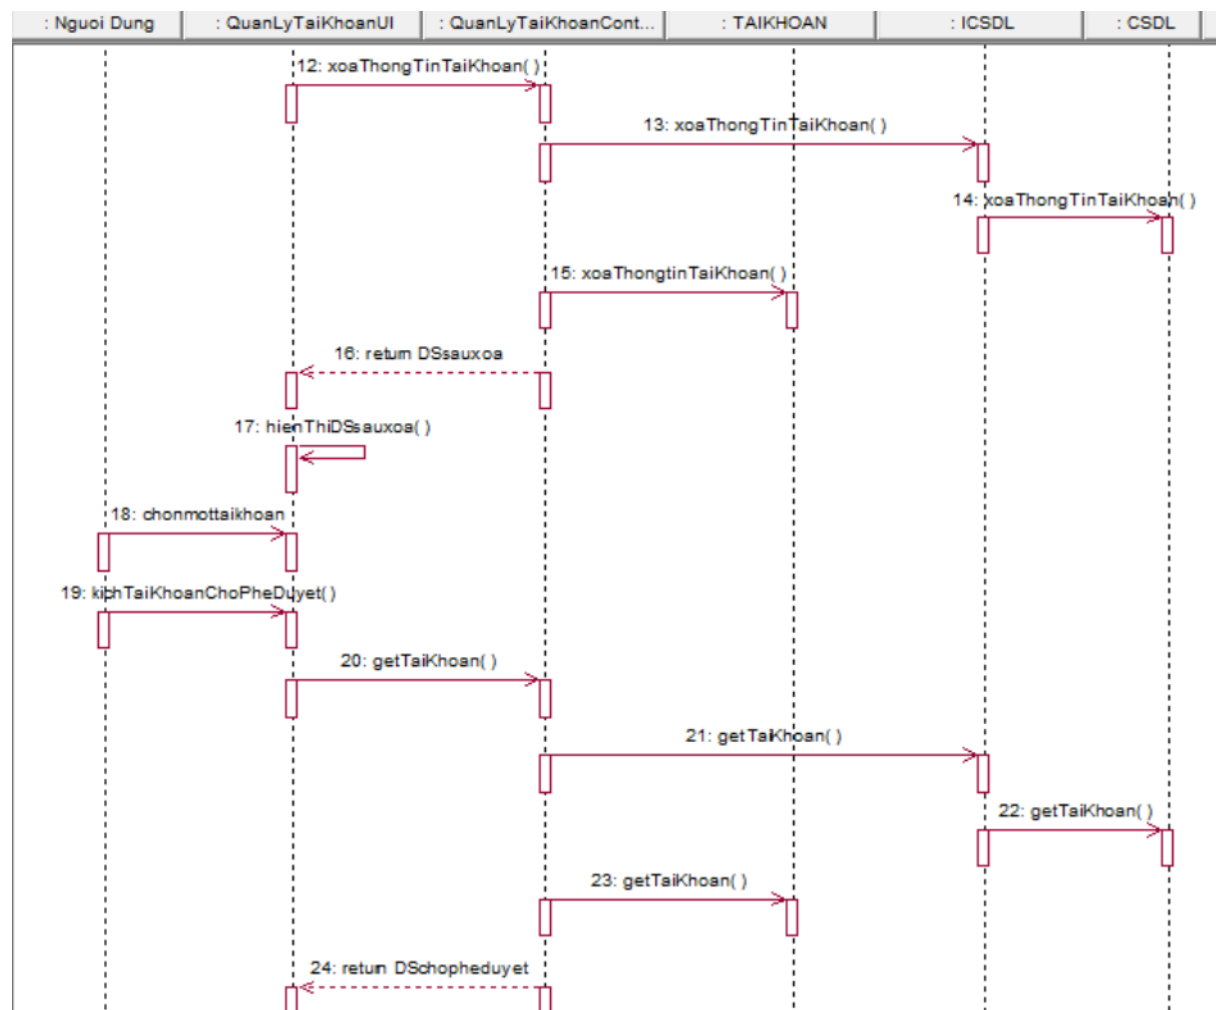 : Nguoi Dung
: QuanLyTaiKhoanUI
: QuanLyTaiKhoanCont...
: TAIKHOAN
: ICSDL
: CSDL
12: xoaThongTinTaiKhoan( )
13: xoaThongTinTaiKhoan( )
14: xoaThongTinTaiKhoan( )
15: xoaThongtinTaiKhoan( )
16: return DSsauxoa
17: hienThiDSsauxoa( )
18: chonmottaikhoan
19: kichTaiKhoanChoPheDuyet( )
20: getTaiKhoan( )
21: getTaiKhoan( )
22: getTaiKhoan( )
23: getTaiKhoan( )
24: return DSchopheduyet